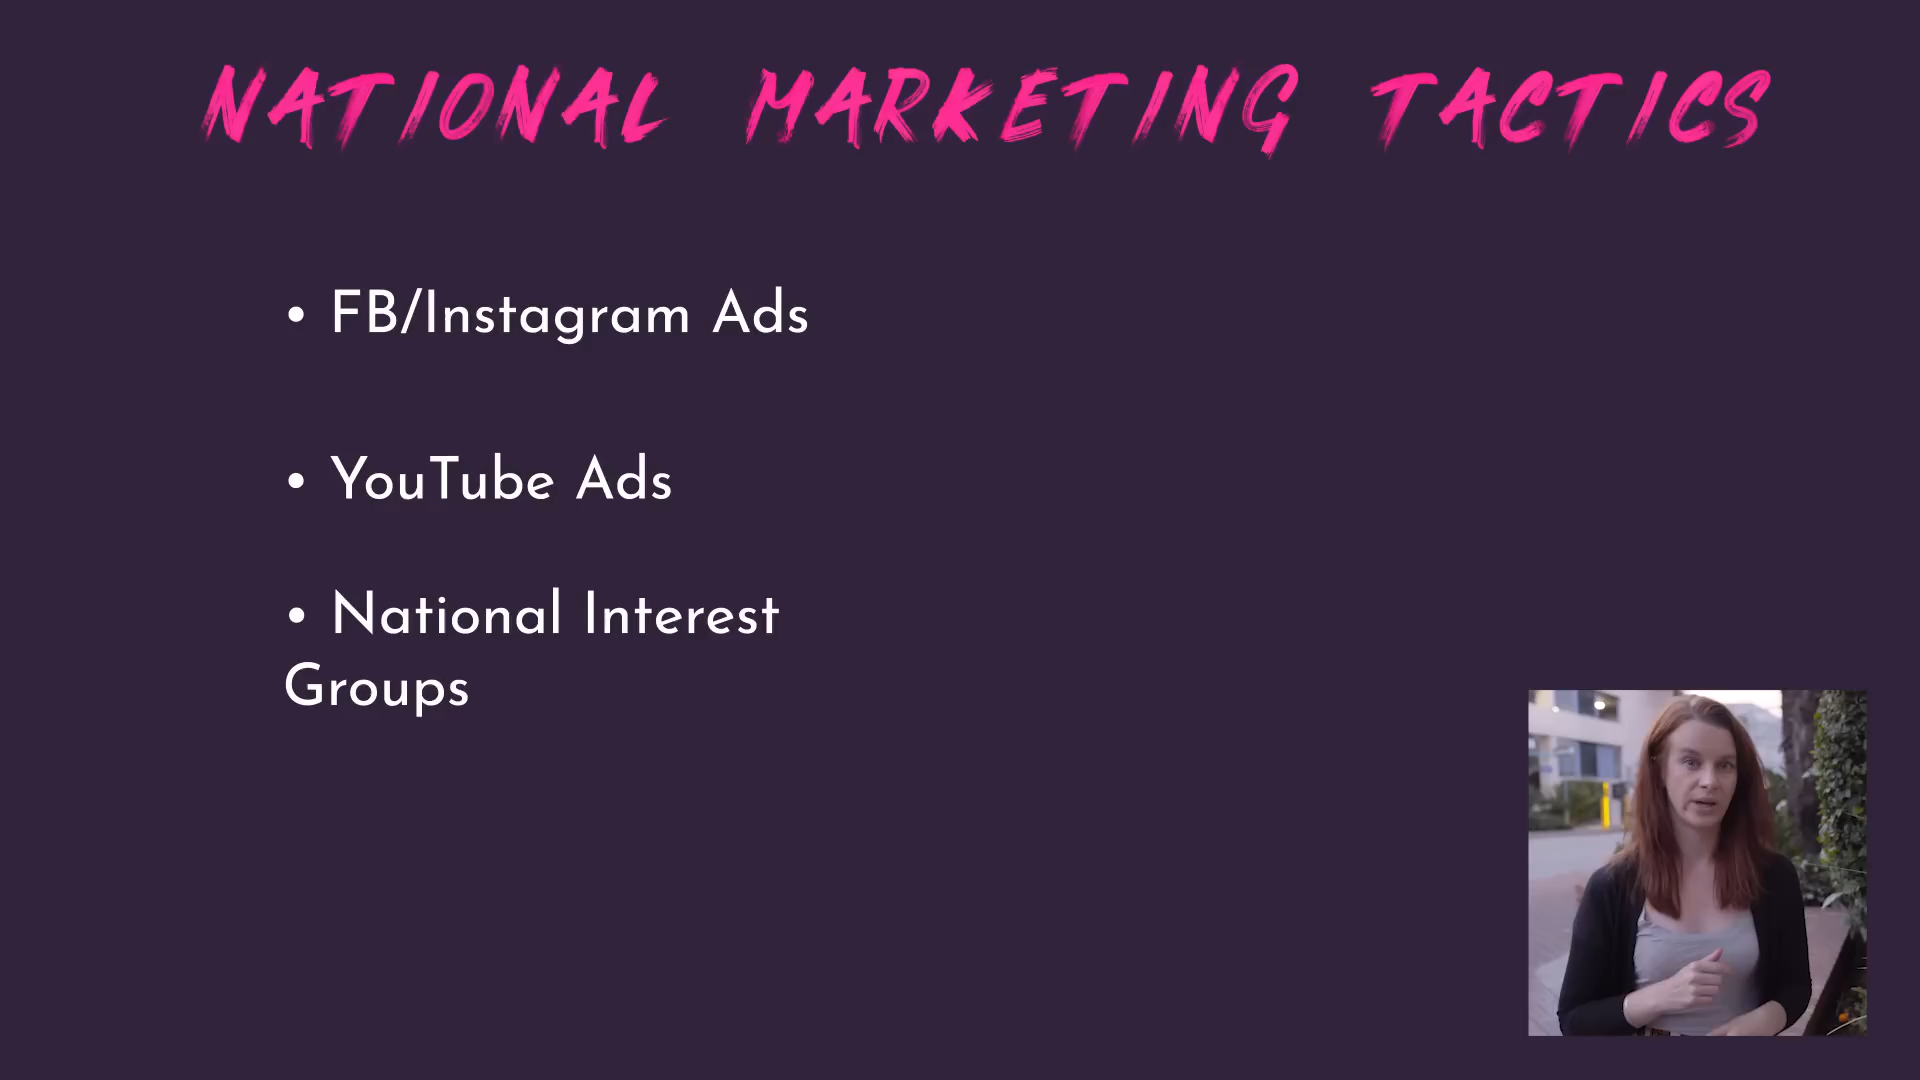 NATIONAL MARKETING TACTICS
• FB/Instagram Ads
• YouTube Ads
• National Interest
Groups